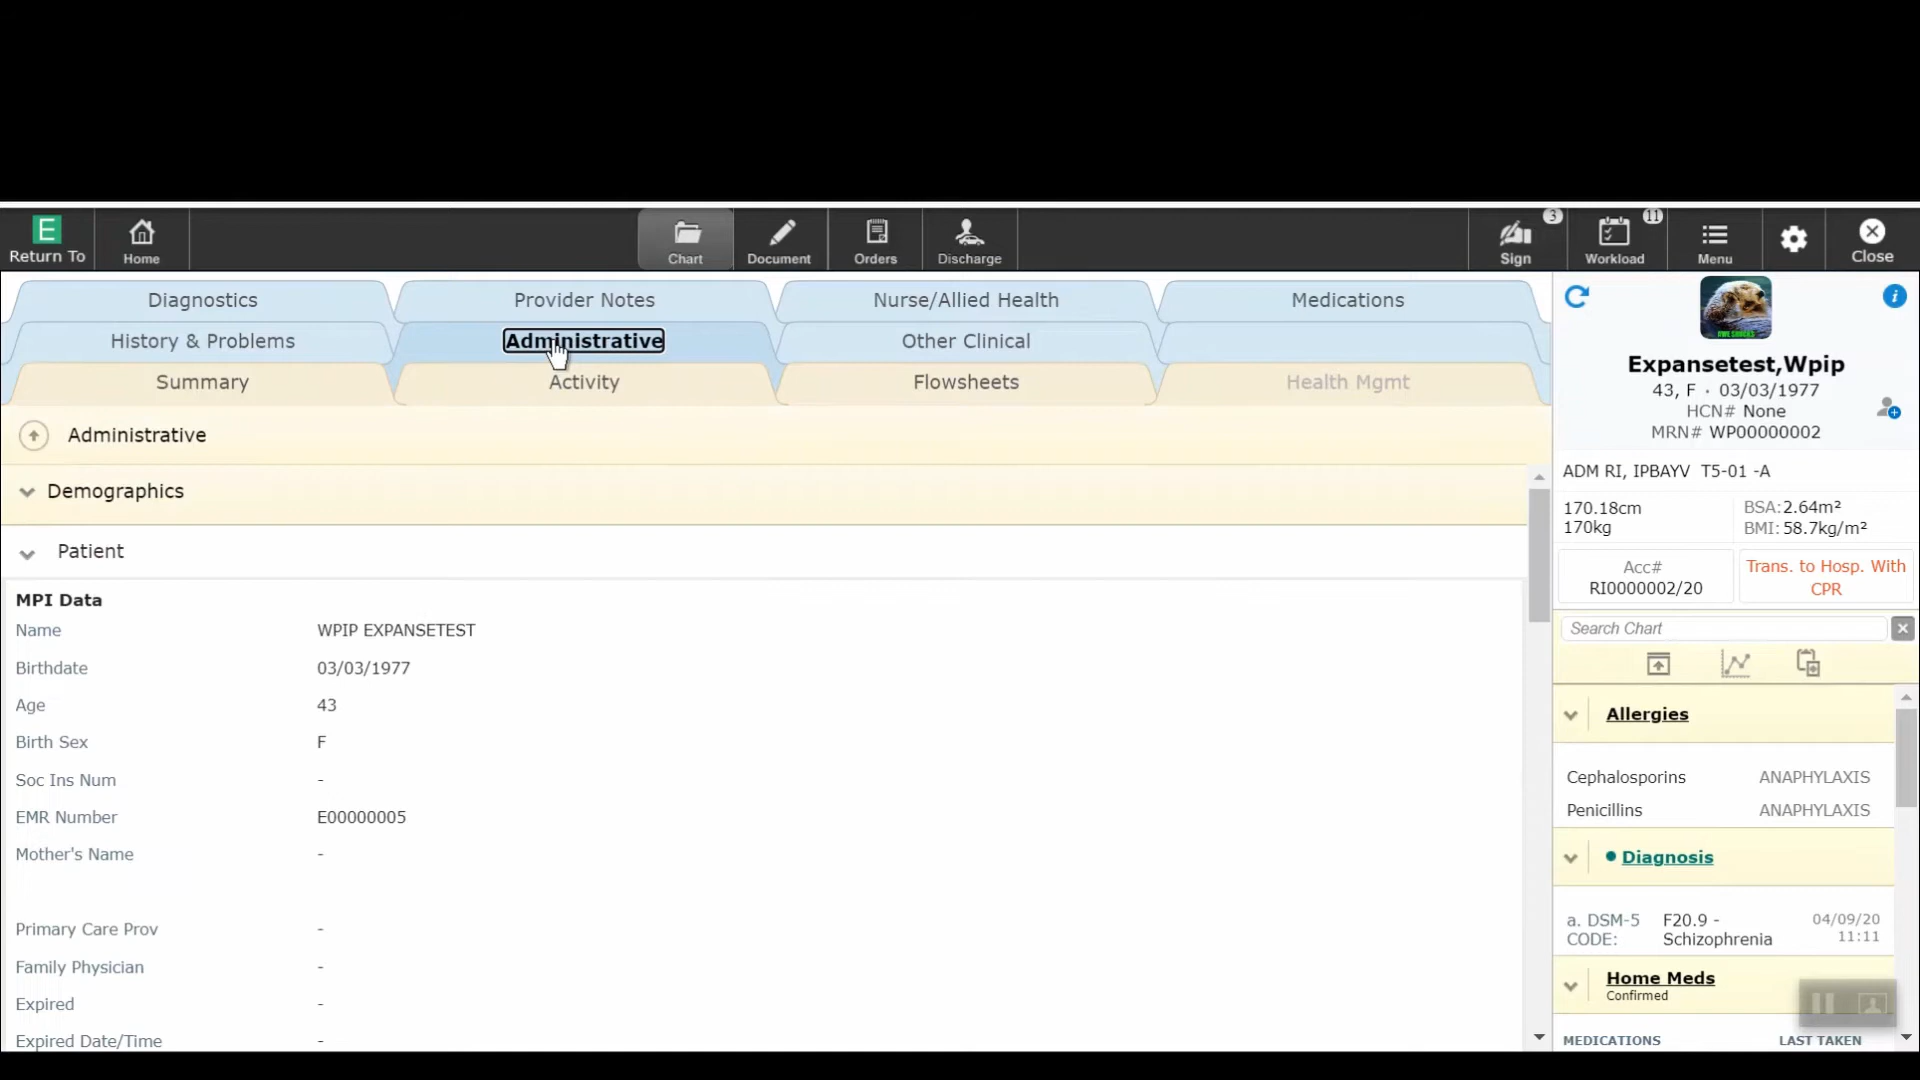 E
Return To
Home
Chart
Document
Orders
Discharge
3
Sign
11
Workload
Menu
Close
Diagnostics
Provider Notes
Nurse/Allied Health
Medications
History & Problems
Administrative
Other Clinical
Summary
Activity
Flowsheets
Health Mgmt
Administrative
Demographics
Patient
MPI Data
Name WPIP EXPANSETEST
Birthdate 03/03/1977
Age 43
Birth Sex F
Soc Ins Num -
EMR Number E00000005
Mother's Name -
Primary Care Prov -
Family Physician -
Expired -
Expired Date/Time -
i
Expansetest,Wpip
43, F · 03/03/1977
HCN# None
MRN# WP00000002
ADM RI, IPBAYV T5-01 -A
170.18cm BSA: 2.64m²
170kg BMI: 58.7kg/m²
Acc#
RI0000002/20
Trans. to Hosp. With
CPR
Search Chart
Allergies
Cephalosporins ANAPHYLAXIS
Penicillins ANAPHYLAXIS
Diagnosis
a. DSM-5 F20.9 - 04/09/20
CODE: Schizophrenia 11:11
Home Meds
Confirmed
MEDICATIONS LAST TAKEN